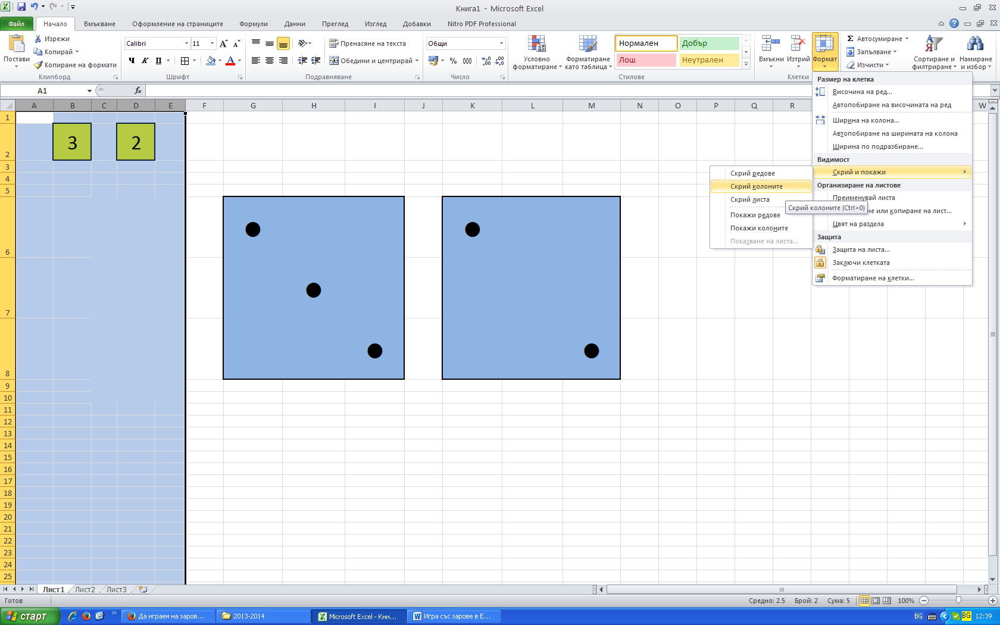 Книга1 - Microsoft Excel
Файл Начало Вмъкване Оформление на страниците Формули Данни Преглед Изглед Добавки Nitro PDF Professional
Постави
Изрежи
Копирай
Копиране на формати
Клипборд
Calibri 11
Ч К П
Шрифт
Пренасяне на текста
Обедини и центрирай
Подравняване
Общи
% 000
Число
Условно форматиране
Форматиране като таблица
Нормален Добър
Лош Неутрален
Стилове
Вмъкни Изтрий Формат
Клетки
Автосумиране
Запълване
Изчисти
Сортиране и филтриране
Намиране и избор
A1 fx
A B C D E F G H I J K L M N O P Q R W
1
2
3
4
5
6
7
8
9
10
11
12
13
14
15
16
17
18
19
20
21
22
23
24
25
3 2
Размер на клетка
Височина на ред...
Автопобиране на височината на ред
Ширина на колона...
Автопобиране на ширината на колона
Ширина по подразбиране...
Видимост
Скрий и покажи
Организиране на листове
Преименувай листа
не или копиране на лист...
Цвят на раздела
Защита
Защита на листа...
Заключи клетката
Форматиране на клетки...
Скрий редове
Скрий колоните
Скрий листа
Покажи редове
Покажи колоните
Показване на листа...
Скрий колоните (Ctrl+0)
Лист1 Лист2 Лист3
Готов Средно: 2.5 Брой: 2 Сума: 5 100%
старт
Да играем на заров...
2013-2014
Microsoft Excel - Кни...
Игра със зарове в E...
BG BG 12:39